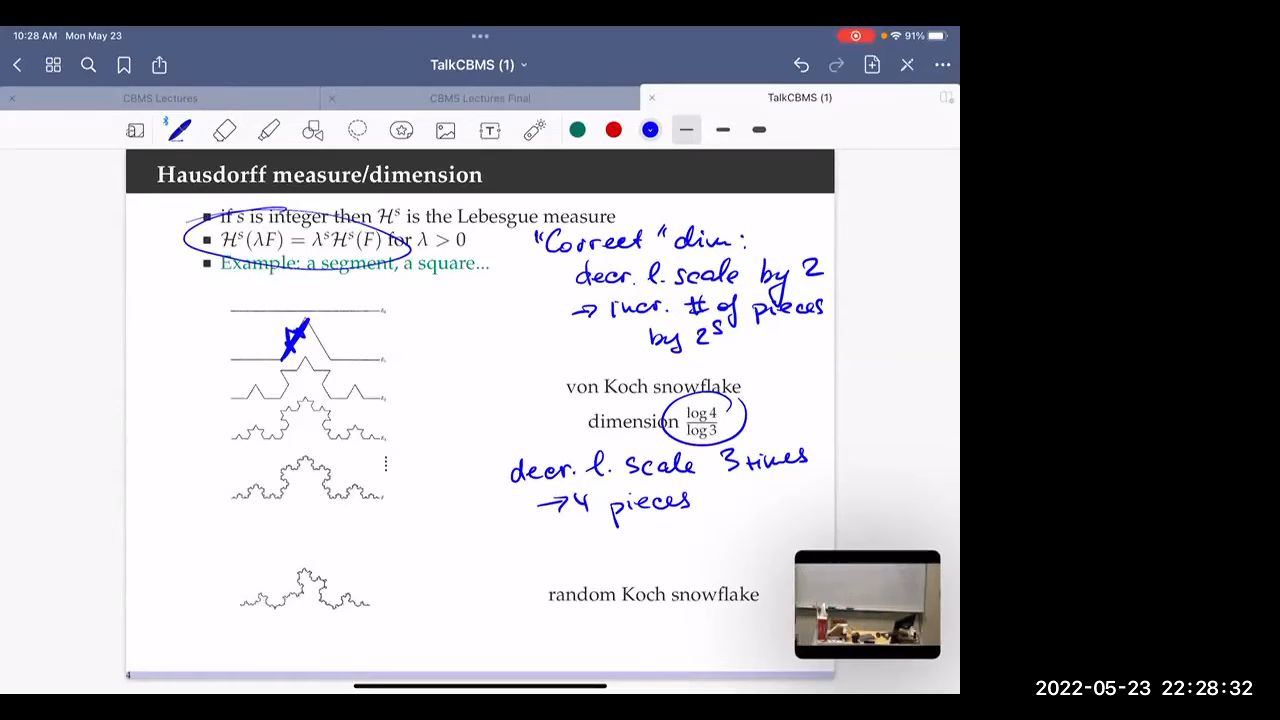 10:28 AM Mon May 23
91%
TalkCBMS (1)
CBMS Lectures
CBMS Lectures Final
TalkCBMS (1)
Hausdorff measure/dimension
if s is integer then ℋˢ is the Lebesgue measure
ℋˢ(λF) = λˢℋˢ(F) for λ > 0
Example: a segment, a square...
"Correct" dim:
decr. l. scale by 2
→ incr. # of pieces
by 2ˢ
von Koch snowflake
dimension log 4 / log 3
decr. l. scale 3 times
→ 4 pieces
random Koch snowflake
4
2022-05-23 22:28:32